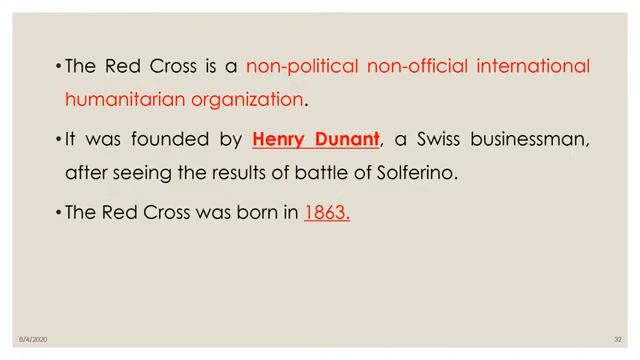 • The Red Cross is a non-political non-official international
humanitarian organization.
• It was founded by Henry Dunant, a Swiss businessman,
after seeing the results of battle of Solferino.
• The Red Cross was born in 1863.
8/4/2020
32